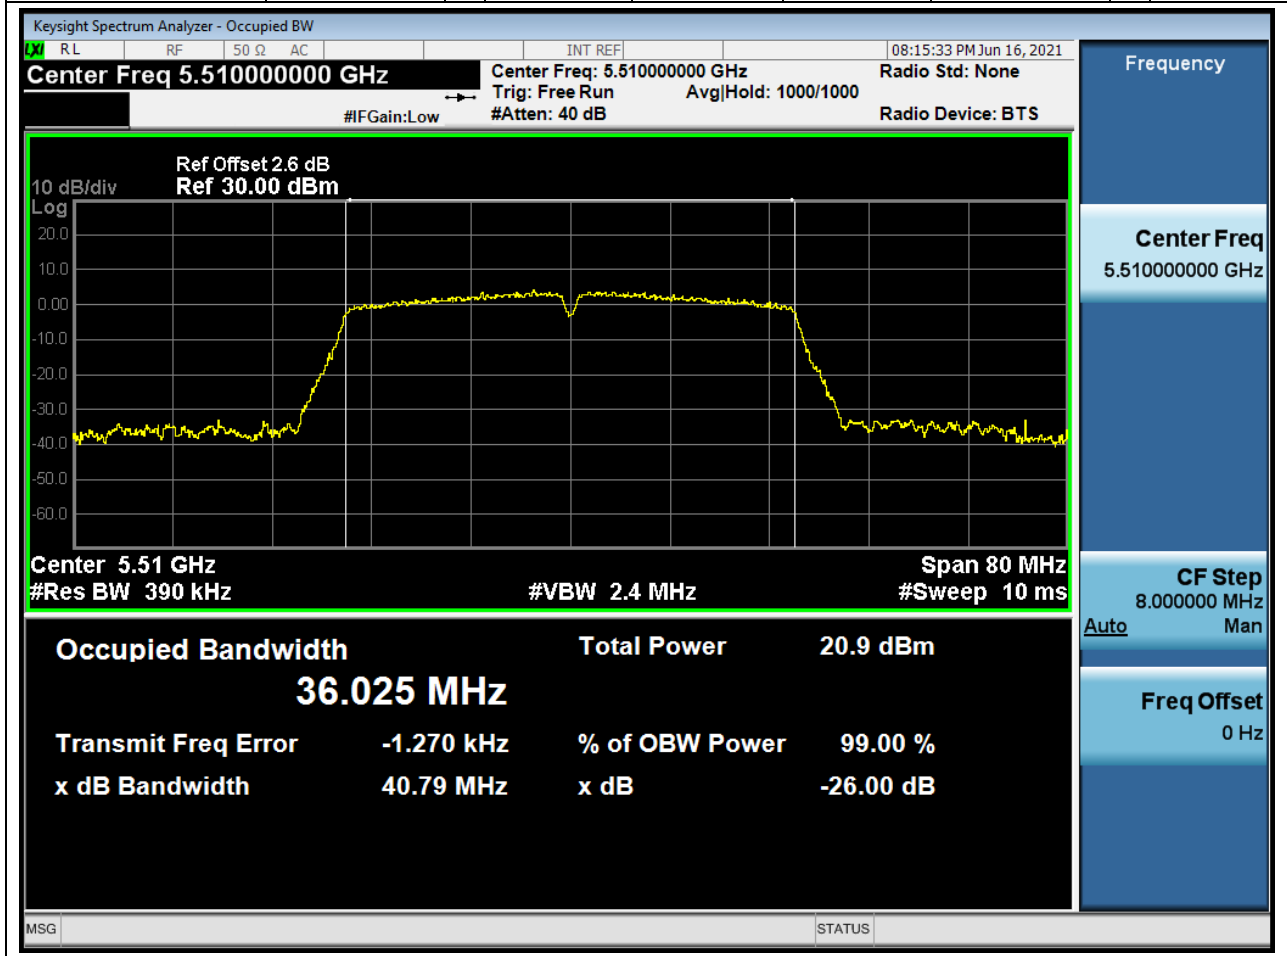 Keysight Spectrum Analyzer - Occupied BW
LXI RL RF 50 Ω AC INT REF 08:15:33 PM Jun 16, 2021
Center Freq 5.510000000 GHz
Center Freq: 5.510000000 GHz
Radio Std: None
Trig: Free Run Avg|Hold: 1000/1000
#IFGain:Low
#Atten: 40 dB
Radio Device: BTS
Ref Offset 2.6 dB
10 dB/div Ref 30.00 dBm
Log
20.0
10.0
0.00
-10.0
-20.0
-30.0
-40.0
-50.0
-60.0
Center 5.51 GHz Span 80 MHz
#Res BW 390 kHz #VBW 2.4 MHz #Sweep 10 ms
Occupied Bandwidth Total Power 20.9 dBm
36.025 MHz
Transmit Freq Error -1.270 kHz % of OBW Power 99.00 %
x dB Bandwidth 40.79 MHz x dB -26.00 dB
MSG STATUS
Frequency
Center Freq
5.510000000 GHz
CF Step
8.000000 MHz
Auto Man
Freq Offset
0 Hz